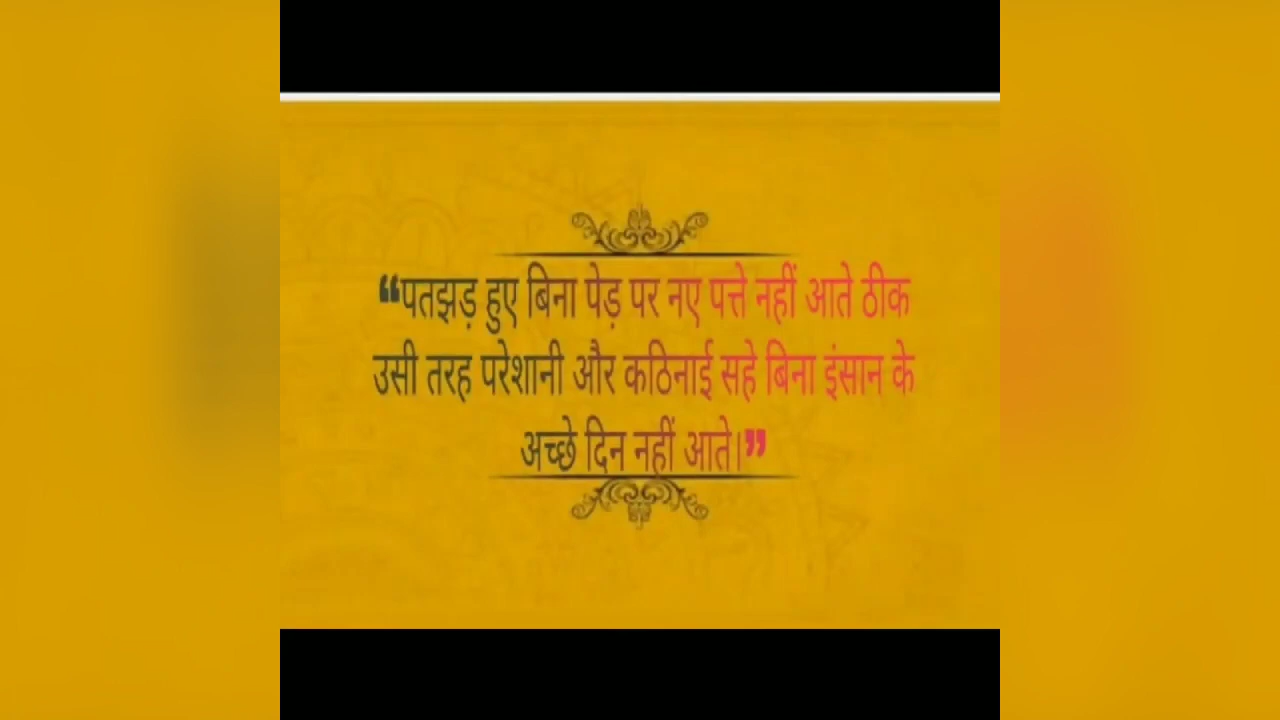 “पतझड़ हुए बिना पेड़ पर नए पत्ते नहीं आते ठीक
उसी तरह परेशानी और कठिनाई सहे बिना इंसान के
अच्छे दिन नहीं आते।”